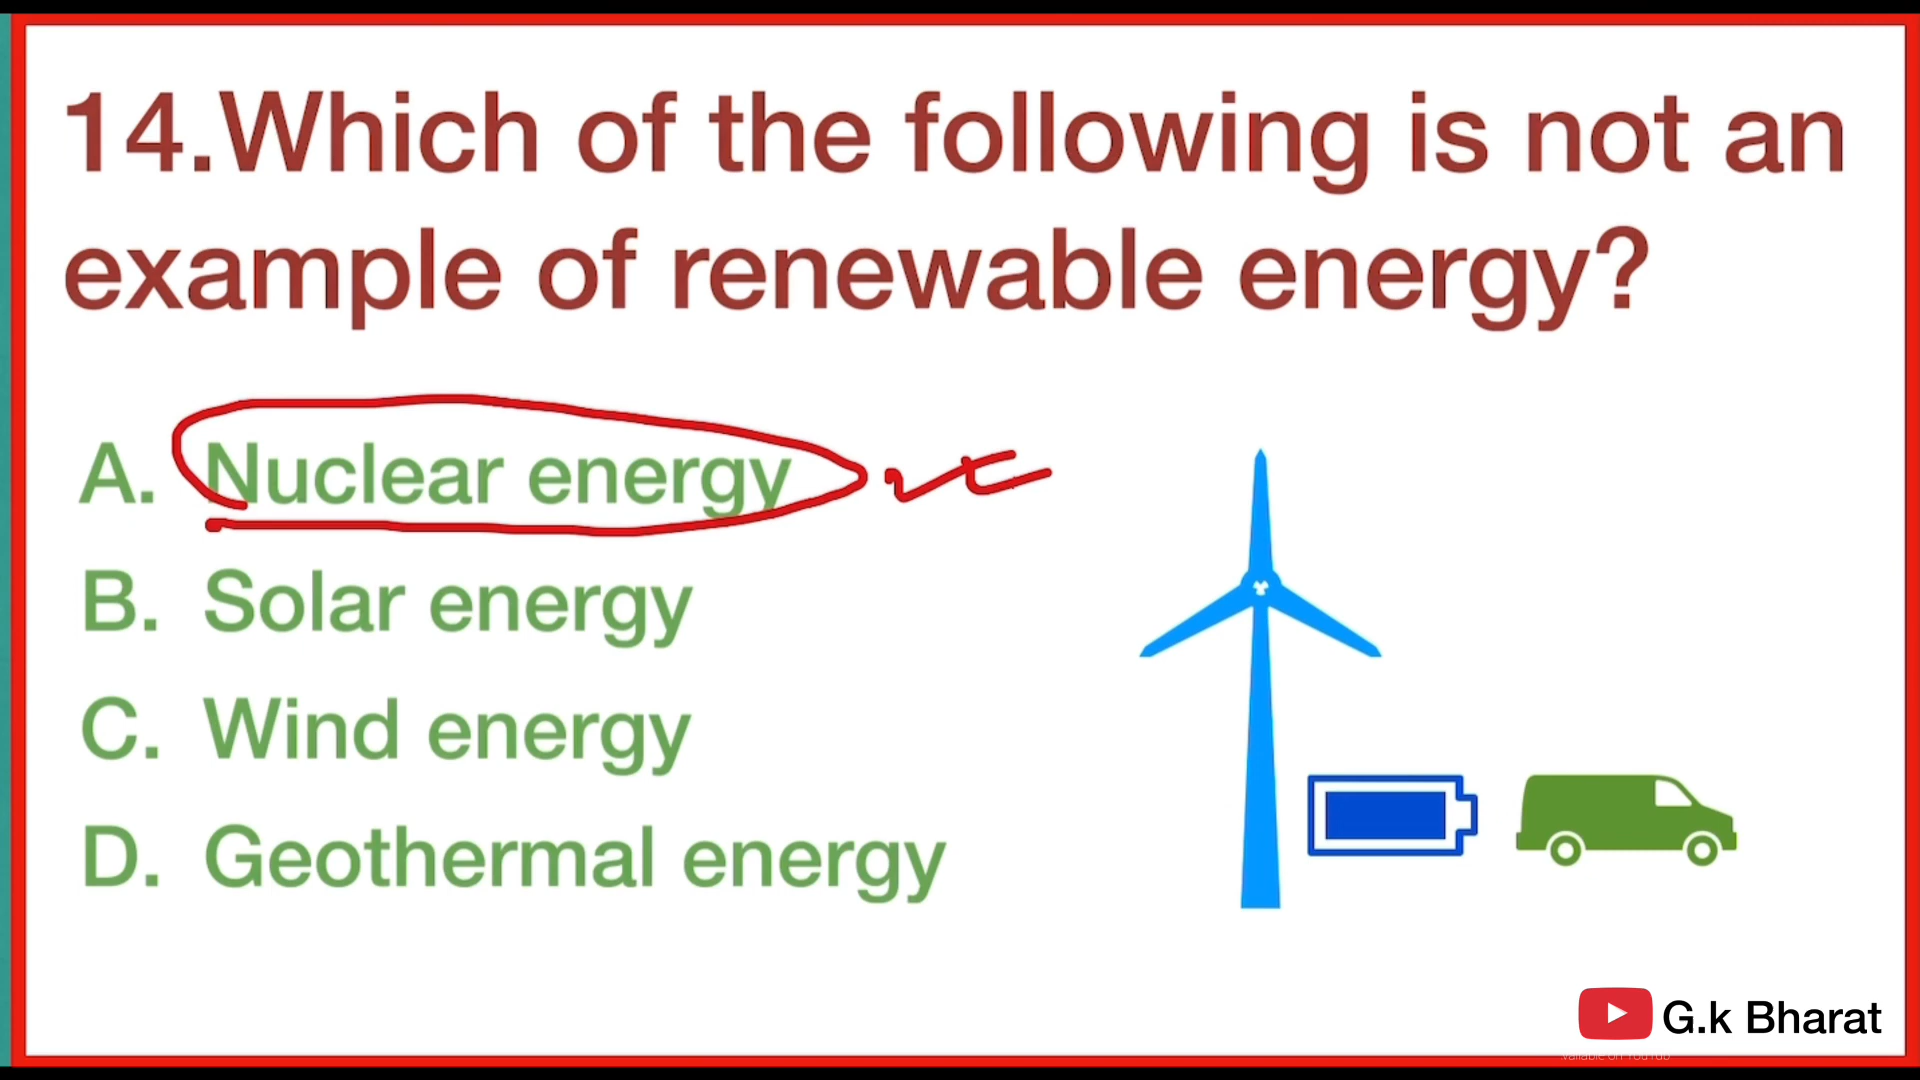 14.Which of the following is not an
example of renewable energy?
A. Nuclear energy
B. Solar energy
C. Wind energy
D. Geothermal energy
G.k Bharat